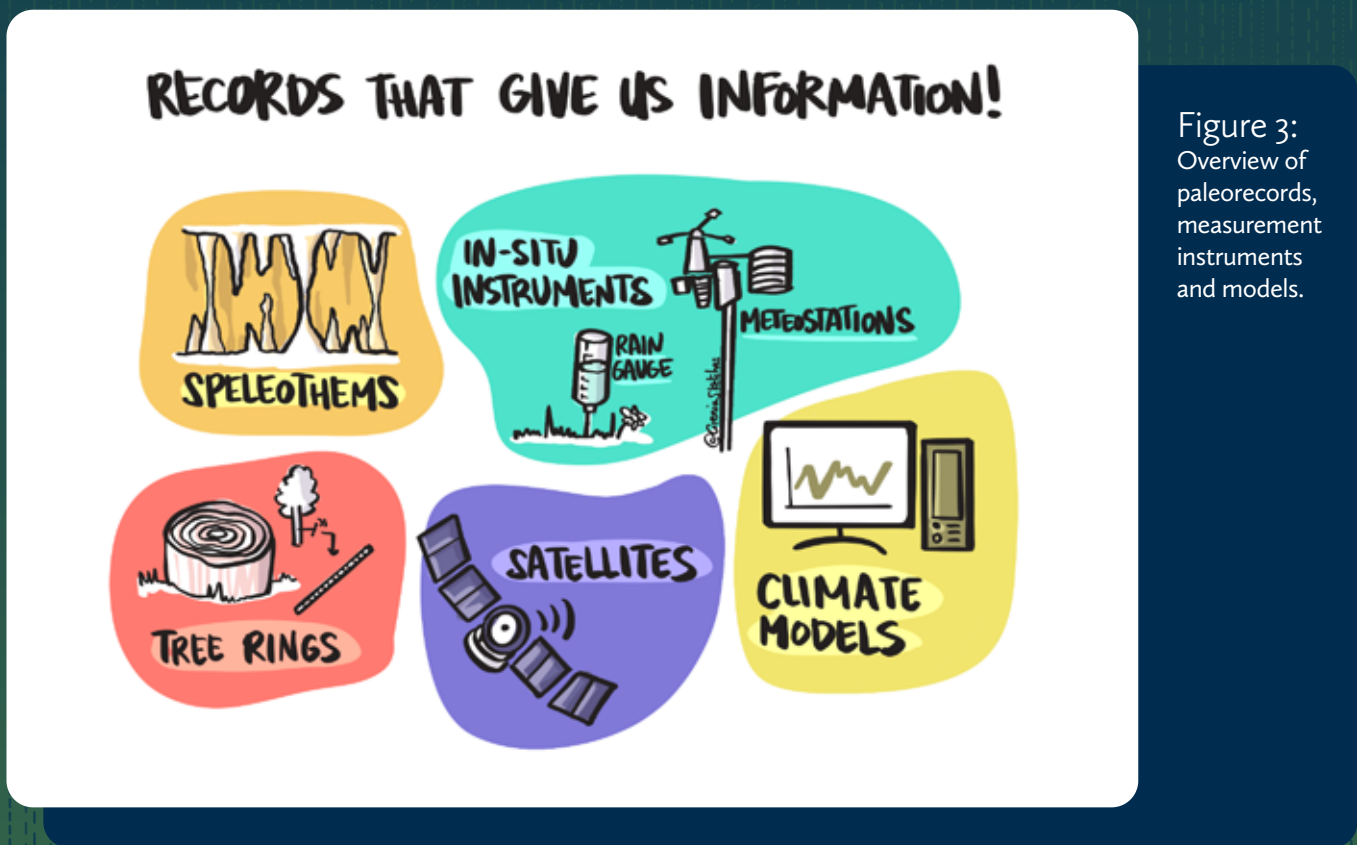 RECORDS THAT GIVE US INFORMATION!
SPELEOTHEMS
IN-SITU
INSTRUMENTS
METEOSTATIONS
RAIN
GAUGE
TREE RINGS
SATELLITES
CLIMATE
MODELS
Figure 3:
Overview of
paleorecords,
measurement
instruments
and models.